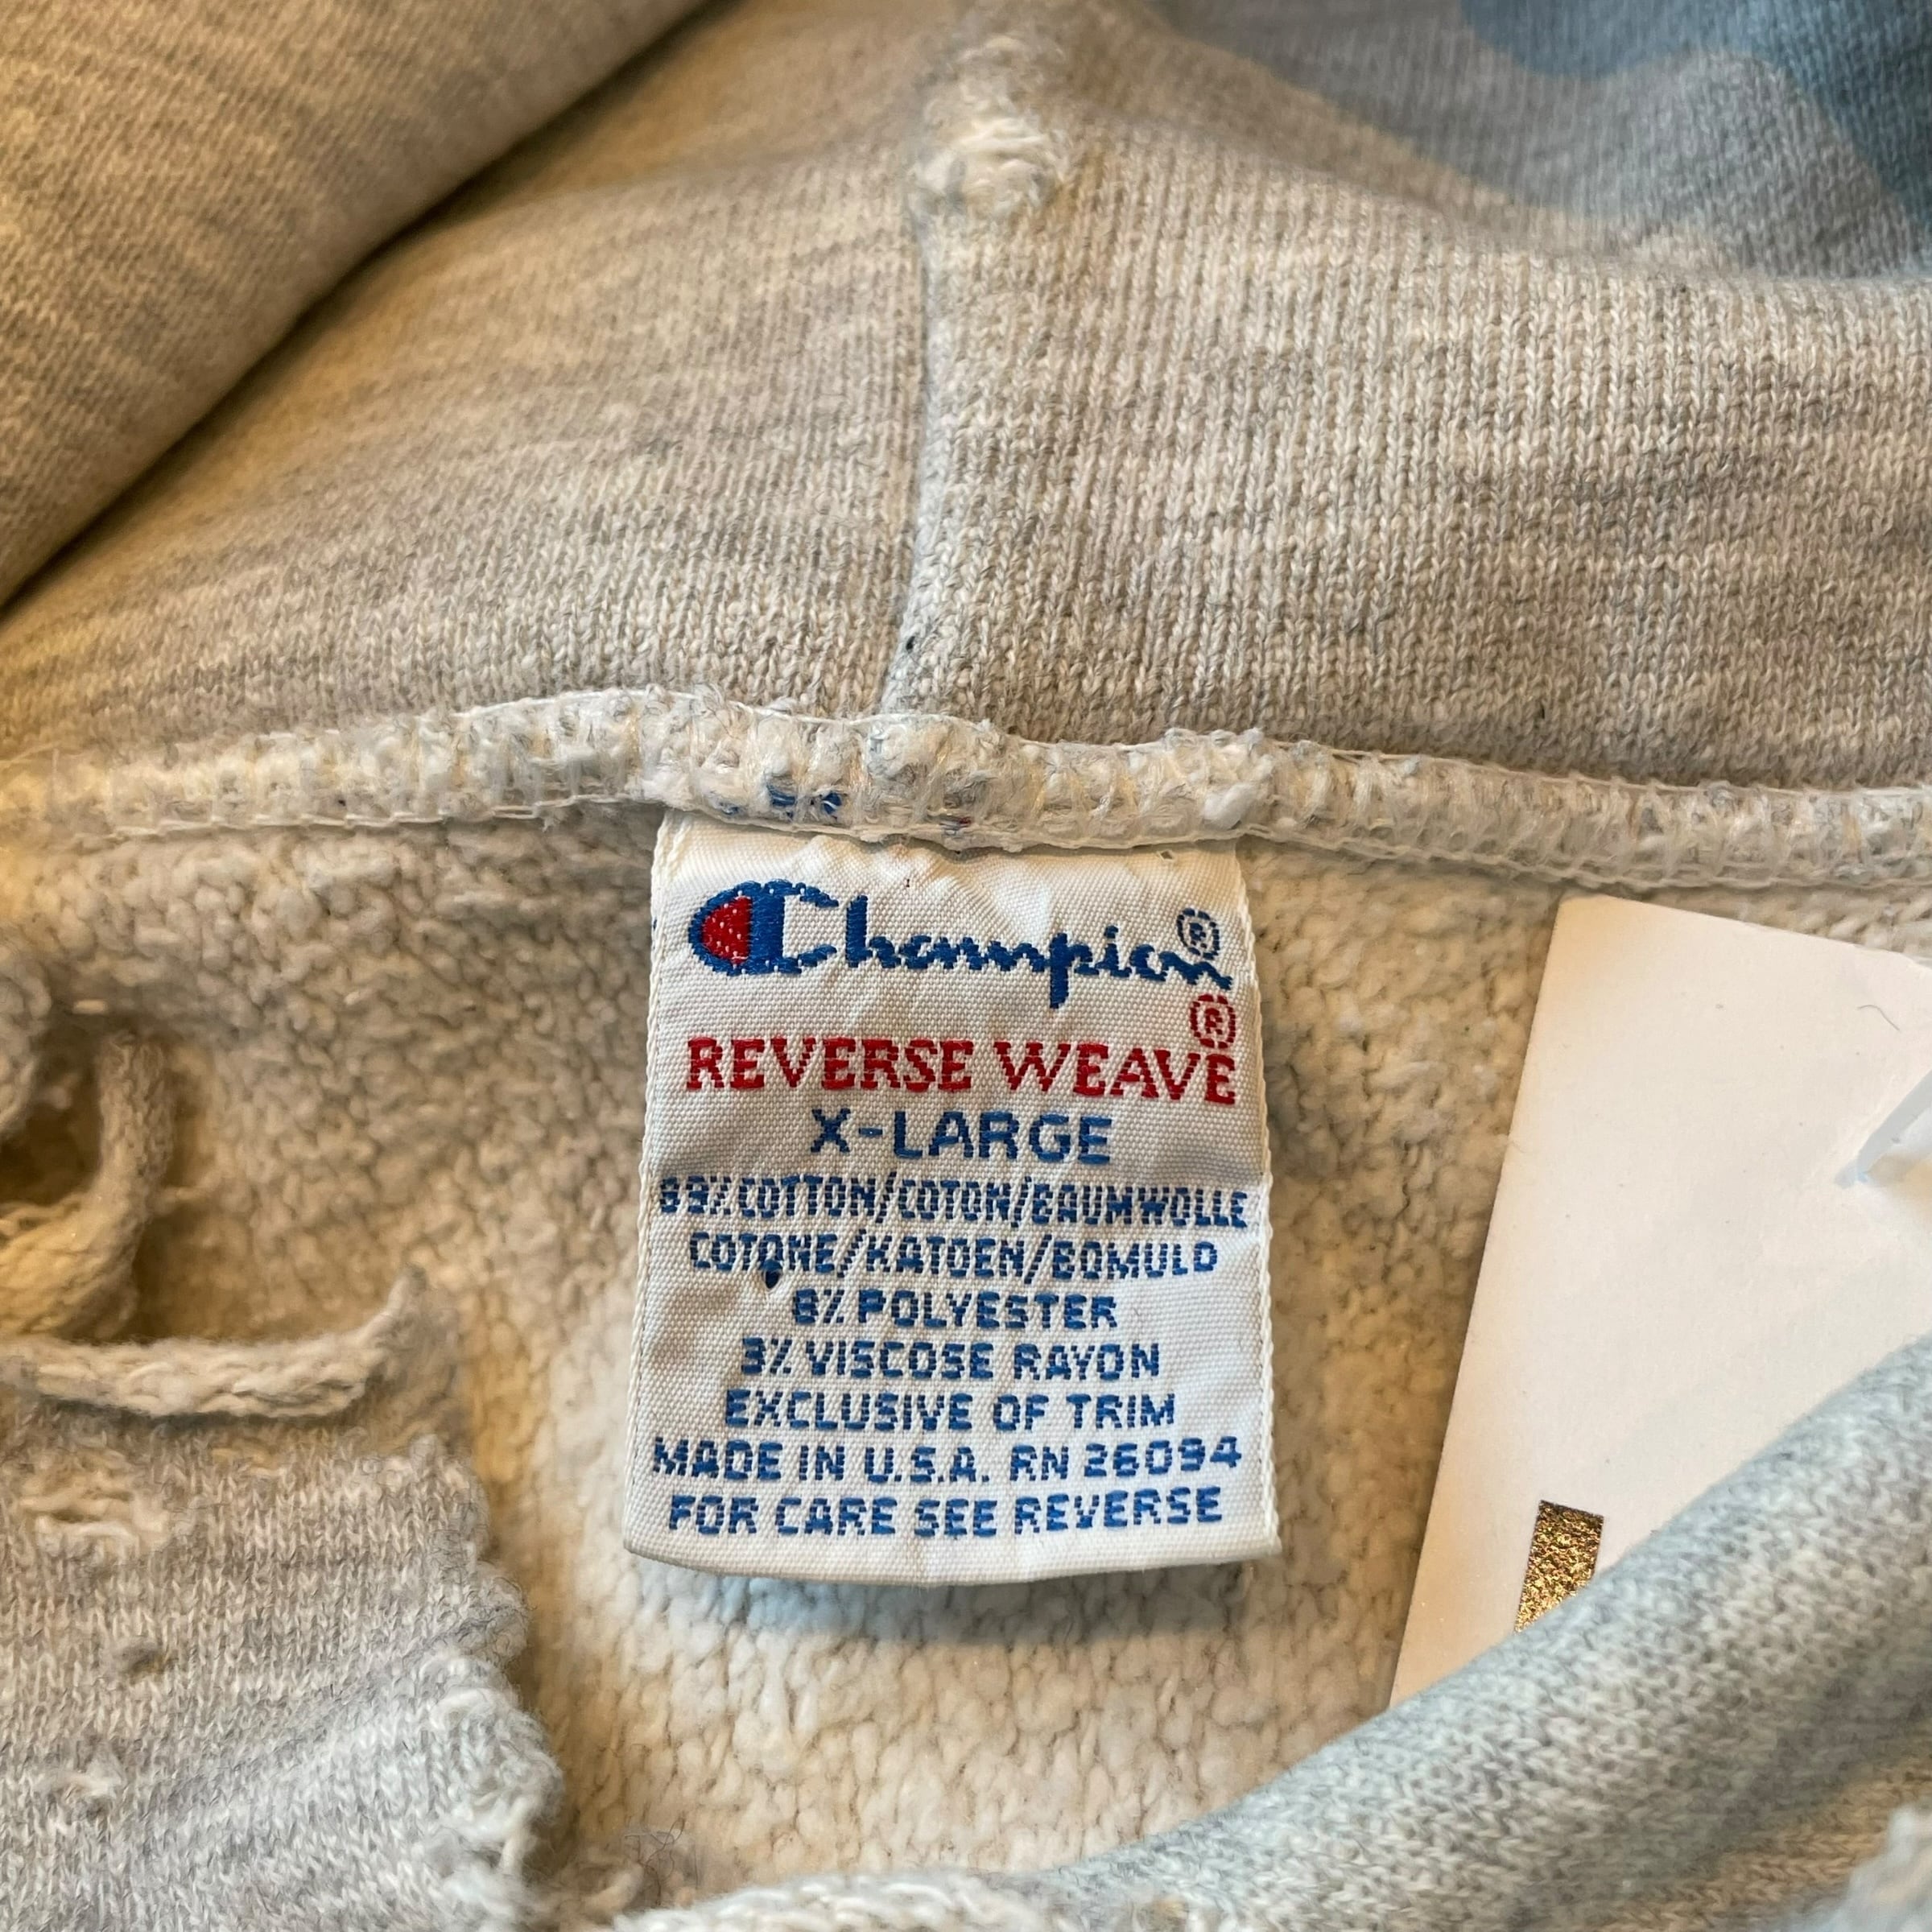 Champion®
REVERSE WEAVE®
X-LARGE
89% COTTON/COTON/BAUMWOLLE
COTONE/KATOEN/BOMULD
8% POLYESTER
3% VISCOSE RAYON
EXCLUSIVE OF TRIM
MADE IN U.S.A. RN 26094
FOR CARE SEE REVERSE